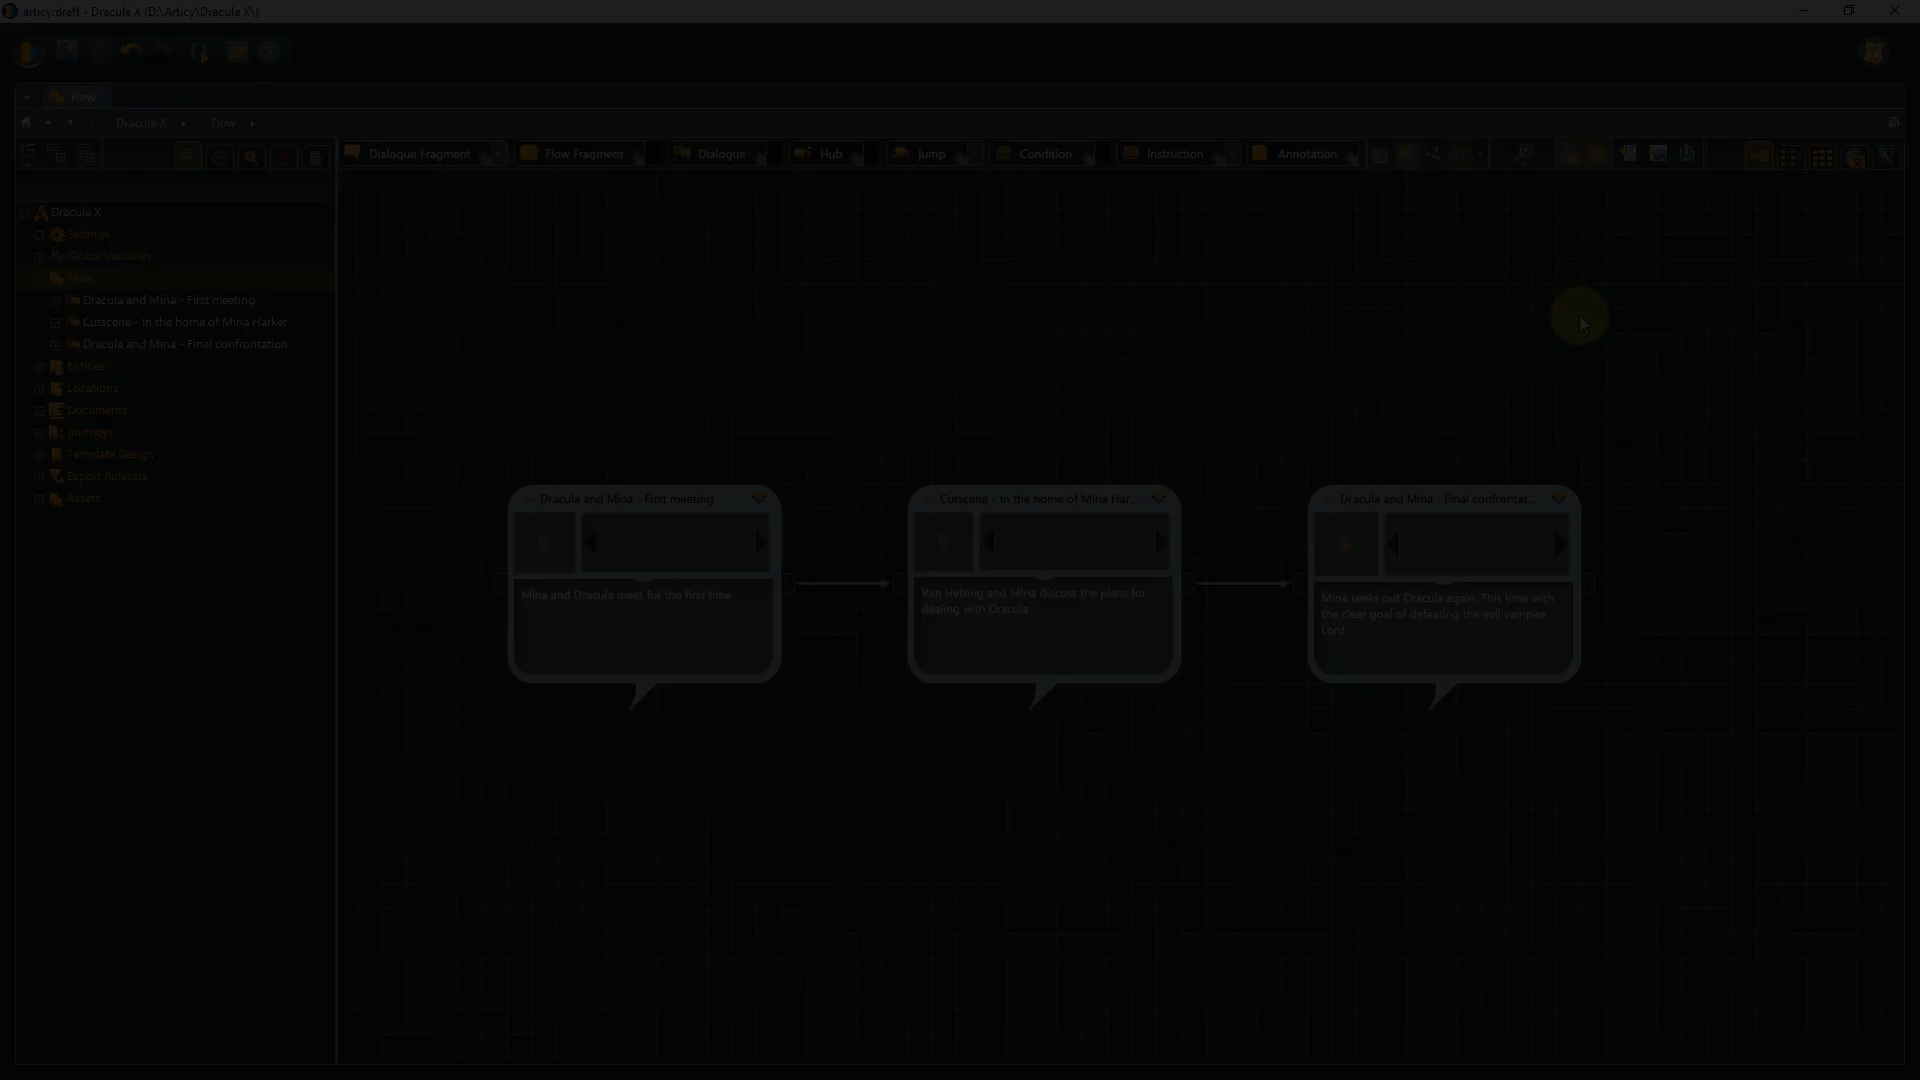 articy:draft - Dracula X (D:\Articy\Dracula X\)
Flow
Dracula X
Flow
Dialogue Fragment
Flow Fragment
Dialogue
Hub
Jump
Condition
Instruction
Annotation
Dracula X
Settings
Global Variables
Flow
Dracula and Mina - First meeting
Cutscene - In the home of Mina Harker
Dracula and Mina - Final confrontation
Entities
Locations
Documents
Journeys
Template Design
Export Rulesets
Assets
Dracula and Mina - First meeting
Mina and Dracula meet for the first time
Cutscene - In the home of Mina Har...
Van Helsing and Mina discuss the plans for
dealing with Dracula
Dracula and Mina - Final confrontat...
Mina seeks out Dracula again. This time with
the clear goal of defeating the evil vampire
Lord.